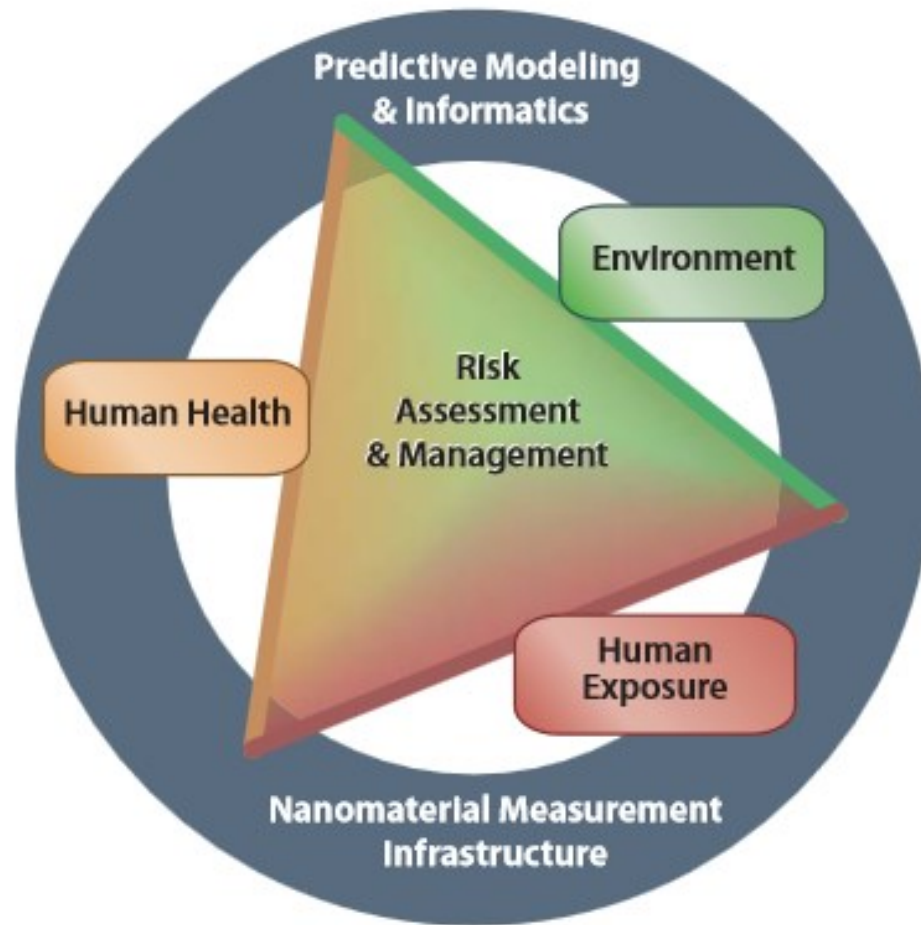 Predictive Modeling
& Informatics
Environment
Human Health
Risk
Assessment
& Management
Human
Exposure
Nanomaterial Measurement
Infrastructure